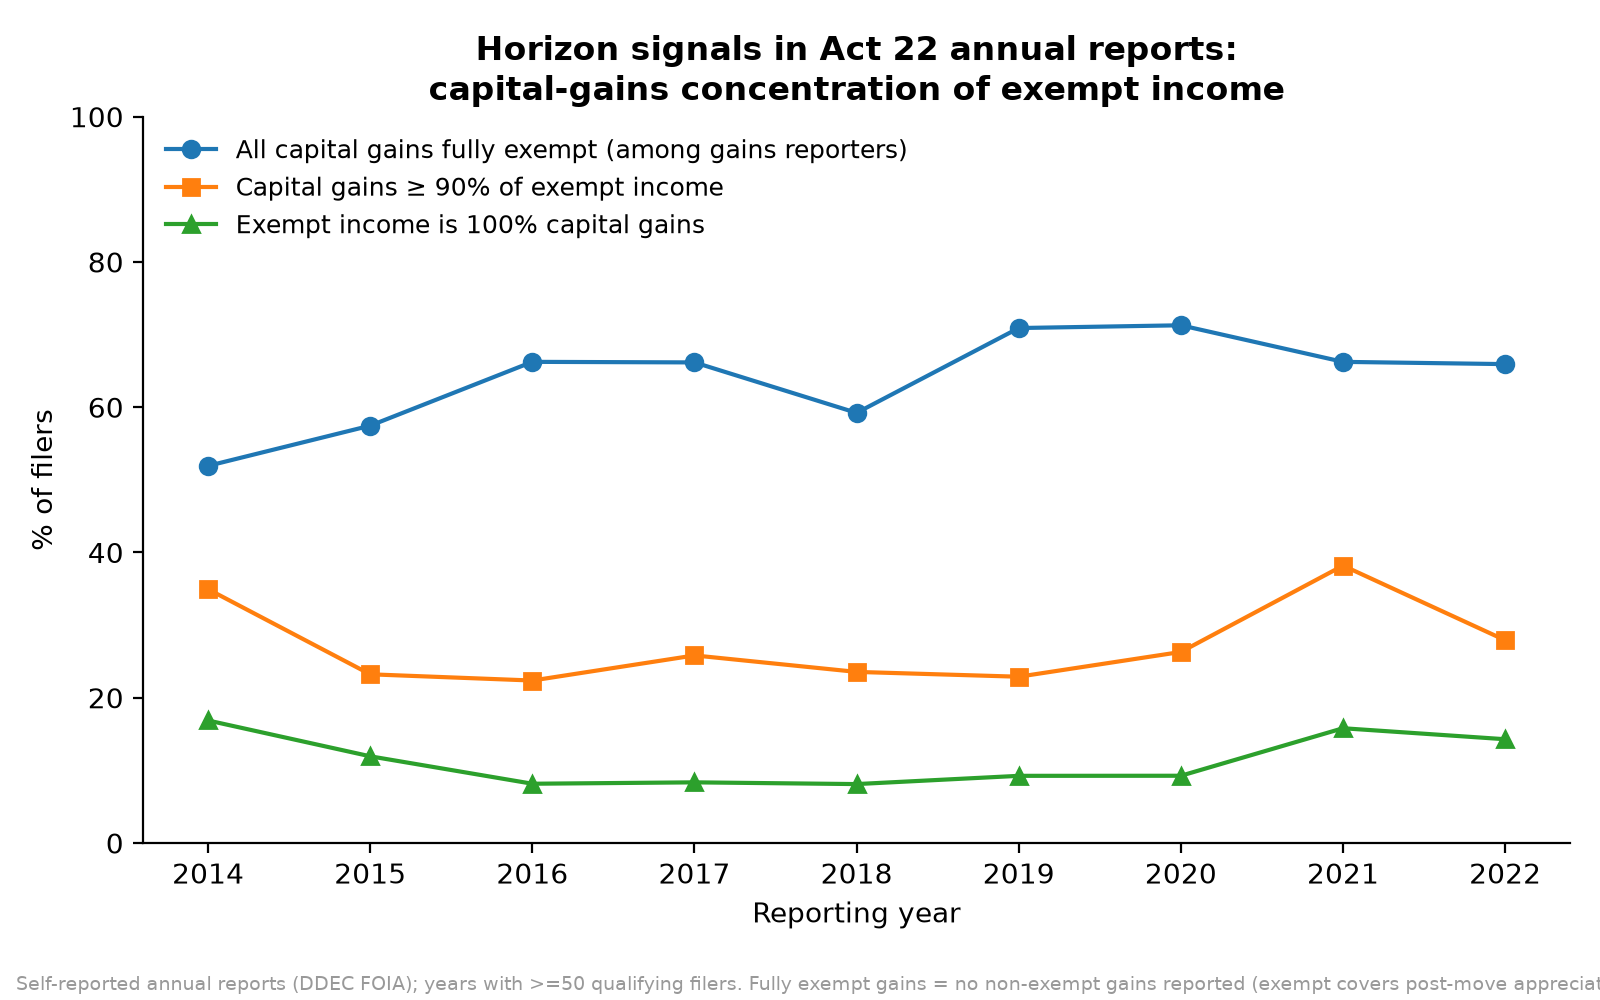 Horizon signals in Act 22 annual reports:
capital-gains concentration of exempt income
100
80
60
40
20
0
% of filers
All capital gains fully exempt (among gains reporters)
Capital gains ≥ 90% of exempt income
Exempt income is 100% capital gains
2014 2015 2016 2017 2018 2019 2020 2021 2022
Reporting year
Self-reported annual reports (DDEC FOIA); years with >=50 qualifying filers. Fully exempt gains = no non-exempt gains reported (exempt covers post-move